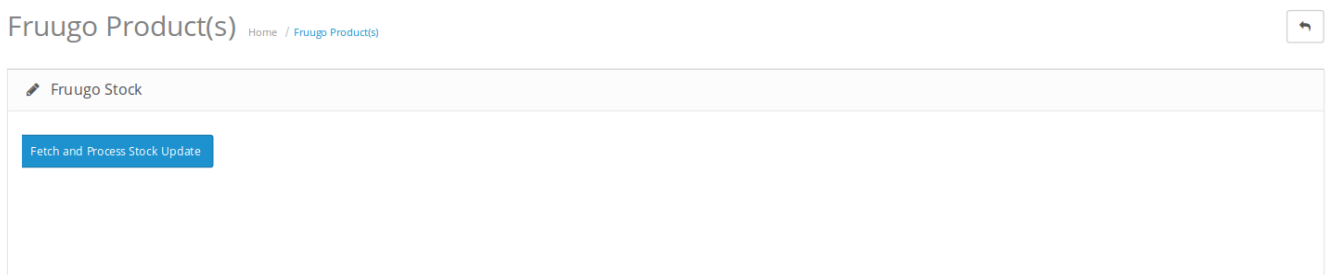 Fruugo Product(s) Home / Fruugo Product(s)
Fruugo Stock
Fetch and Process Stock Update